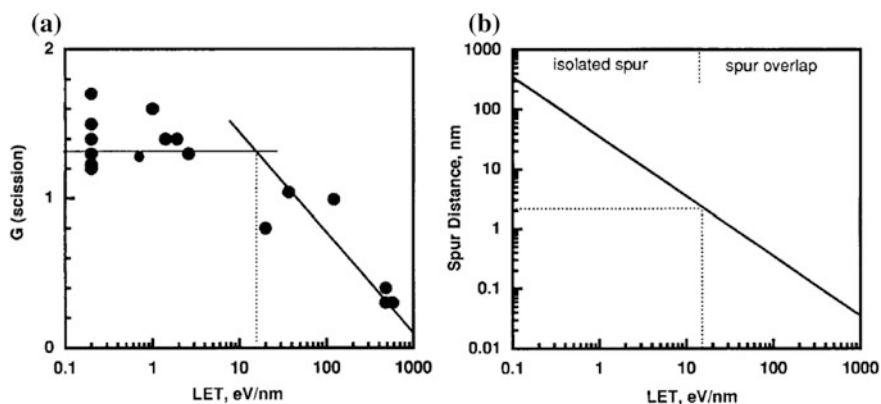 (a)
2
1
0
G (scission)
0.1 1 10 100 1000
LET, eV/nm
(b)
1000
100
10
1
0.1
0.01
Spur Distance, nm
isolated spur spur overlap
0.1 1 10 100 1000
LET, eV/nm